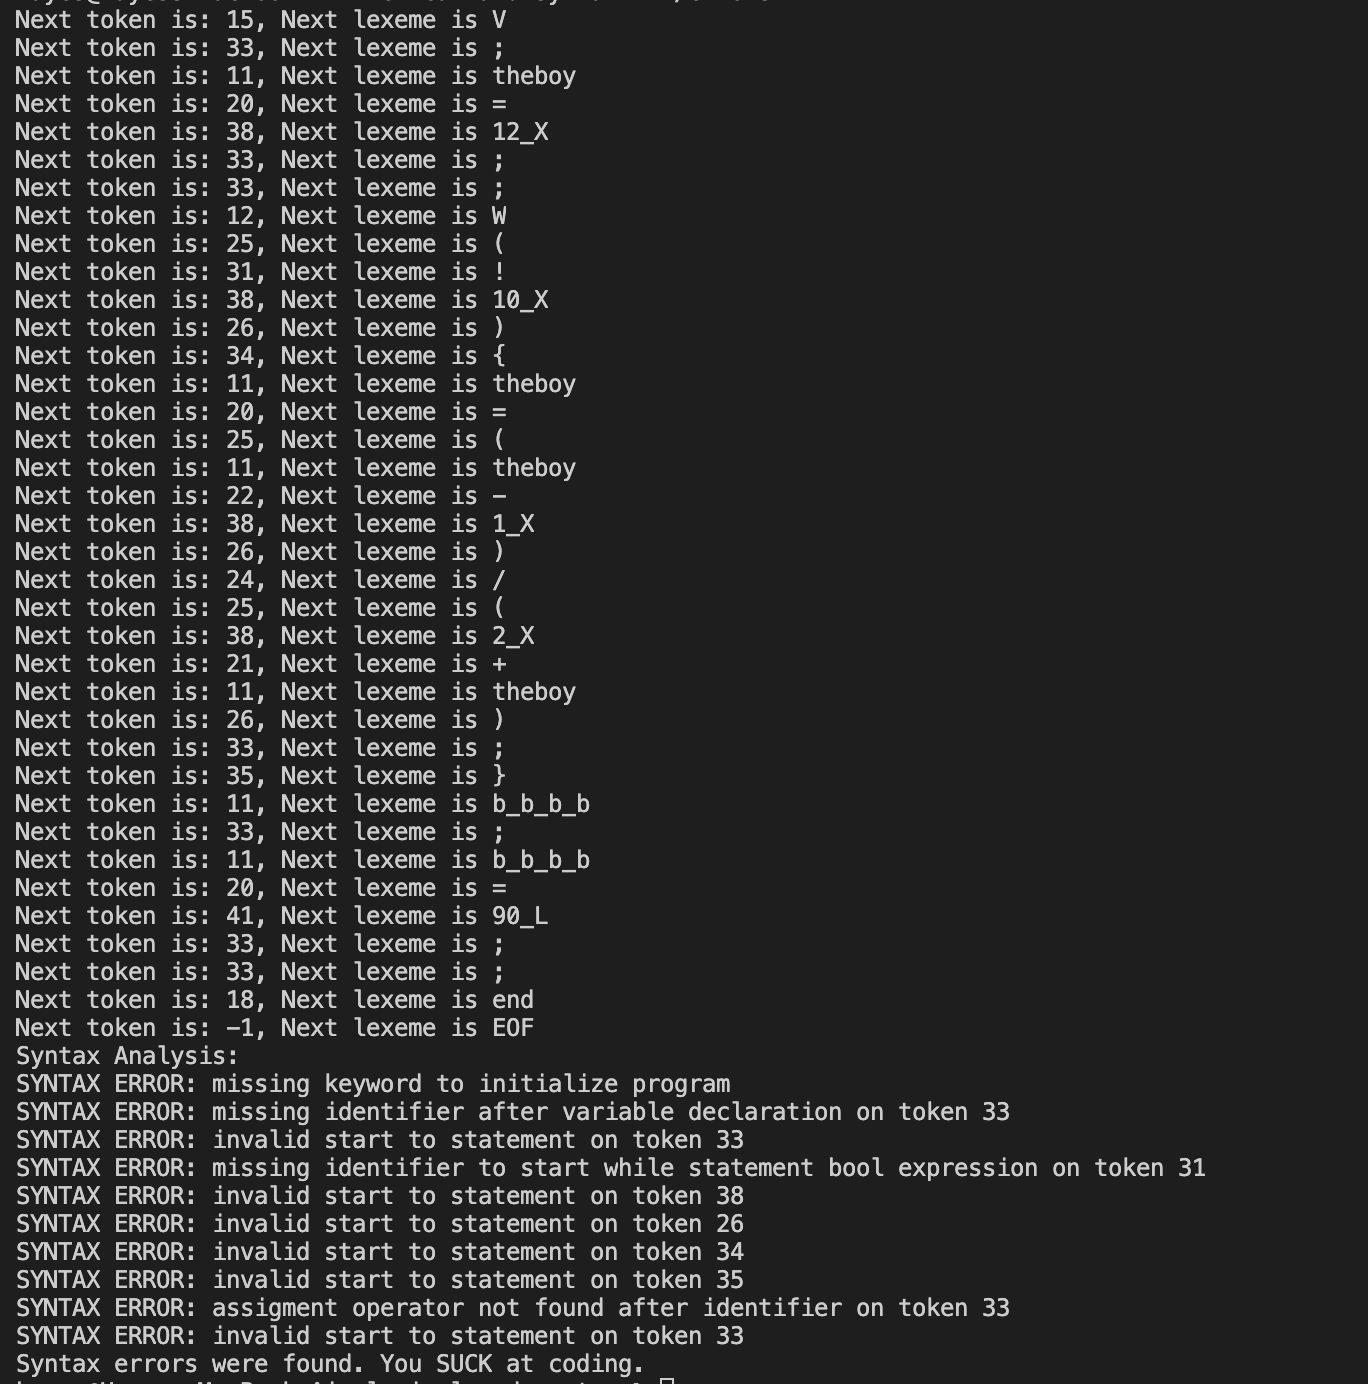 Next token is: 15, Next lexeme is V
Next token is: 33, Next lexeme is ;
Next token is: 11, Next lexeme is theboy
Next token is: 20, Next lexeme is =
Next token is: 38, Next lexeme is 12_X
Next token is: 33, Next lexeme is ;
Next token is: 33, Next lexeme is ;
Next token is: 12, Next lexeme is W
Next token is: 25, Next lexeme is (
Next token is: 31, Next lexeme is !
Next token is: 38, Next lexeme is 10_X
Next token is: 26, Next lexeme is )
Next token is: 34, Next lexeme is {
Next token is: 11, Next lexeme is theboy
Next token is: 20, Next lexeme is =
Next token is: 25, Next lexeme is (
Next token is: 11, Next lexeme is theboy
Next token is: 22, Next lexeme is -
Next token is: 38, Next lexeme is 1_X
Next token is: 26, Next lexeme is )
Next token is: 24, Next lexeme is /
Next token is: 25, Next lexeme is (
Next token is: 38, Next lexeme is 2_X
Next token is: 21, Next lexeme is +
Next token is: 11, Next lexeme is theboy
Next token is: 26, Next lexeme is )
Next token is: 33, Next lexeme is ;
Next token is: 35, Next lexeme is }
Next token is: 11, Next lexeme is b_b_b_b
Next token is: 33, Next lexeme is ;
Next token is: 11, Next lexeme is b_b_b_b
Next token is: 20, Next lexeme is =
Next token is: 41, Next lexeme is 90_L
Next token is: 33, Next lexeme is ;
Next token is: 33, Next lexeme is ;
Next token is: 18, Next lexeme is end
Next token is: -1, Next lexeme is EOF
Syntax Analysis:
SYNTAX ERROR: missing keyword to initialize program
SYNTAX ERROR: missing identifier after variable declaration on token 33
SYNTAX ERROR: invalid start to statement on token 33
SYNTAX ERROR: missing identifier to start while statement bool expression on token 31
SYNTAX ERROR: invalid start to statement on token 38
SYNTAX ERROR: invalid start to statement on token 26
SYNTAX ERROR: invalid start to statement on token 34
SYNTAX ERROR: invalid start to statement on token 35
SYNTAX ERROR: assigment operator not found after identifier on token 33
SYNTAX ERROR: invalid start to statement on token 33
Syntax errors were found. You SUCK at coding.